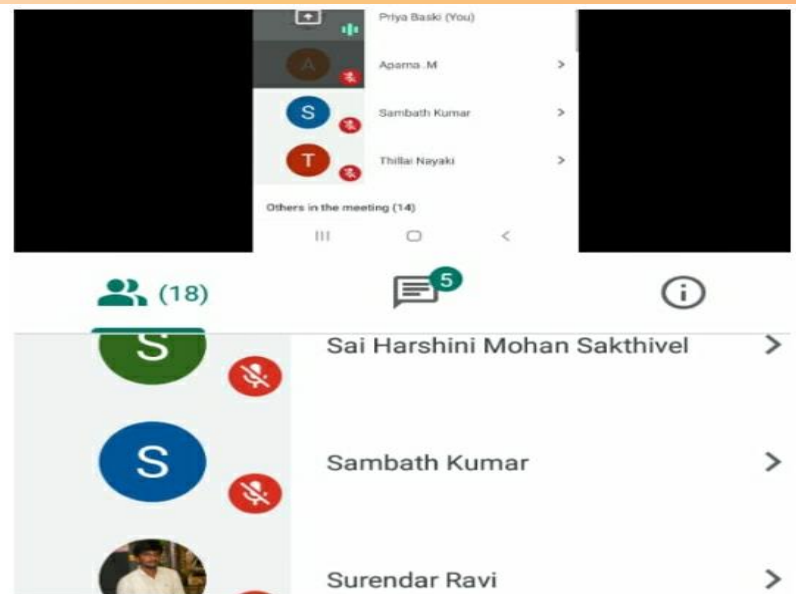 Priya Baski (You)
A
Aparna .M
S
Sambath Kumar
T
Thillai Nayaki
Others in the meeting (14)
(18)
5
S
Sai Harshini Mohan Sakthivel
S
Sambath Kumar
Surendar Ravi